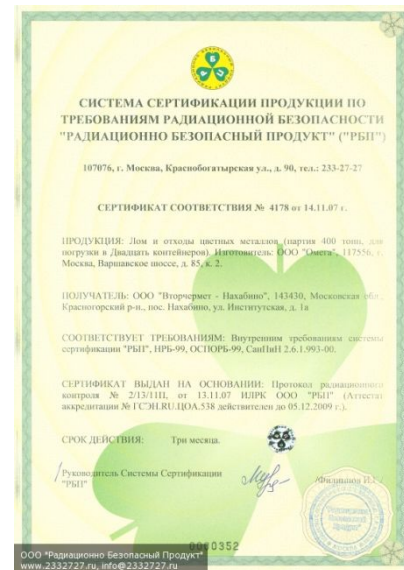 СИСТЕМА СЕРТИФИКАЦИИ ПРОДУКЦИИ ПО
ТРЕБОВАНИЯМ РАДИАЦИОННОЙ БЕЗОПАСНОСТИ
"РАДИАЦИОННО БЕЗОПАСНЫЙ ПРОДУКТ" ("РБП")
107076, г. Москва, Краснобогатырская ул., д. 90, тел.: 233-27-27
СЕРТИФИКАТ СООТВЕТСТВИЯ № 4178 от 14.11.07 г.
ПРОДУКЦИЯ: Лом и отходы цветных металлов (партия 400 тонн, для
погрузки в Двадцать контейнеров). Изготовитель: ООО "Омега", 117556, г.
Москва, Варшавское шоссе, д. 85, к. 2.
ПОЛУЧАТЕЛЬ: ООО "Вторчермет - Нахабино", 143430, Московская обл.,
Красногорский р-н., пос. Нахабино, ул. Институтская, д. 1а
СООТВЕТСТВУЕТ ТРЕБОВАНИЯМ: Внутренним требованиям системы
сертификации "РБП", НРБ-99, ОСПОРБ-99, СанПиН 2.6.1.993-00.
СЕРТИФИКАТ ВЫДАН НА ОСНОВАНИИ: Протокол радиационного
контроля № 2/13/11Ц, от 13.11.07 ИЛРК ООО "РБП" (Аттестат
аккредитации № ГСЭН.RU.ЦОА.538 действителен до 05.12.2009 г.).
СРОК ДЕЙСТВИЯ: Три месяца.
Руководитель Системы Сертификации
"РБП"
/Филиппов И.Г./
0000352
ООО "Радиационно Безопасный Продукт"
www.2332727.ru, info@2332727.ru